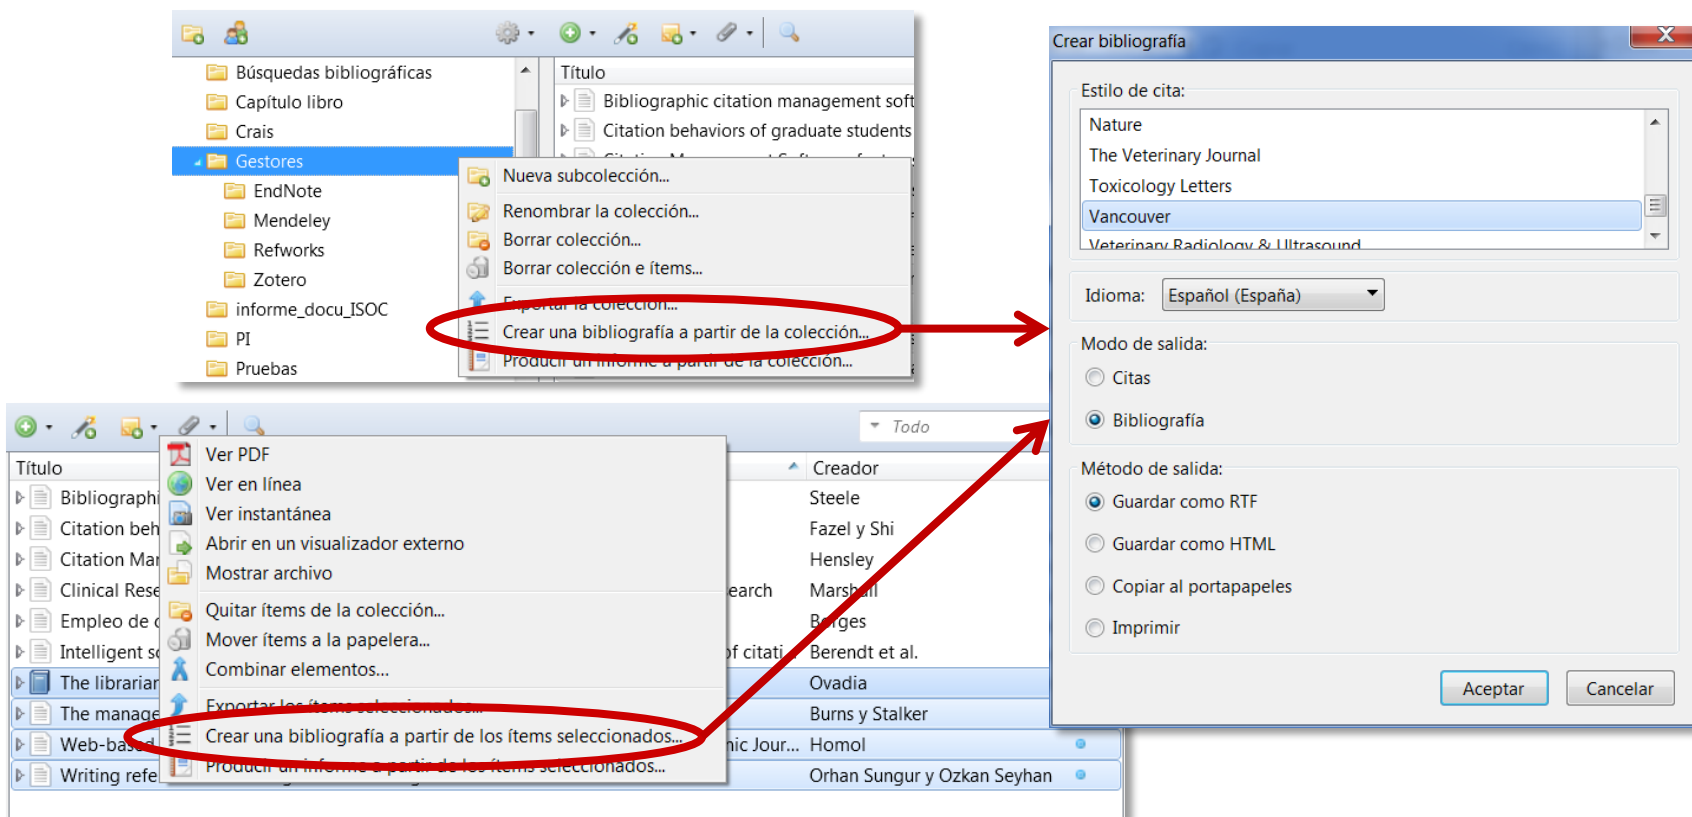 Búsquedas bibliográficas
Capítulo libro
Crais
Gestores
EndNote
Mendeley
Refworks
Zotero
informe_docu_ISOC
PI
Pruebas
Título
Bibliographic citation management soft
Citation behaviors of graduate students
Nueva subcolección...
Renombrar la colección...
Borrar colección...
Borrar colección e ítems...
Exportar la colección...
Crear una bibliografía a partir de la colección...
Producir un informe a partir de la colección...
Todo
Título
Creador
Bibliographi
Steele
Citation beh
Fazel y Shi
Citation Mar
Hensley
Clinical Rese
search
Marshall
Empleo de c
Borges
Intelligent so
of citati...
Berendt et al.
The librarian
Ovadia
The manage
Burns y Stalker
Web-based
nic Jour...
Homol
Writing refe
Orhan Sungur y Ozkan Seyhan
Ver PDF
Ver en línea
Ver instantánea
Abrir en un visualizador externo
Mostrar archivo
Quitar ítems de la colección...
Mover ítems a la papelera...
Combinar elementos...
Exportar los ítems seleccionados...
Crear una bibliografía a partir de los ítems seleccionados...
Producir un informe a partir de los ítems seleccionados...
Crear bibliografía
X
Estilo de cita:
Nature
The Veterinary Journal
Toxicology Letters
Vancouver
Veterinary Radiology & Ultrasound
Idioma:
Español (España)
Modo de salida:
Citas
Bibliografía
Método de salida:
Guardar como RTF
Guardar como HTML
Copiar al portapapeles
Imprimir
Aceptar
Cancelar